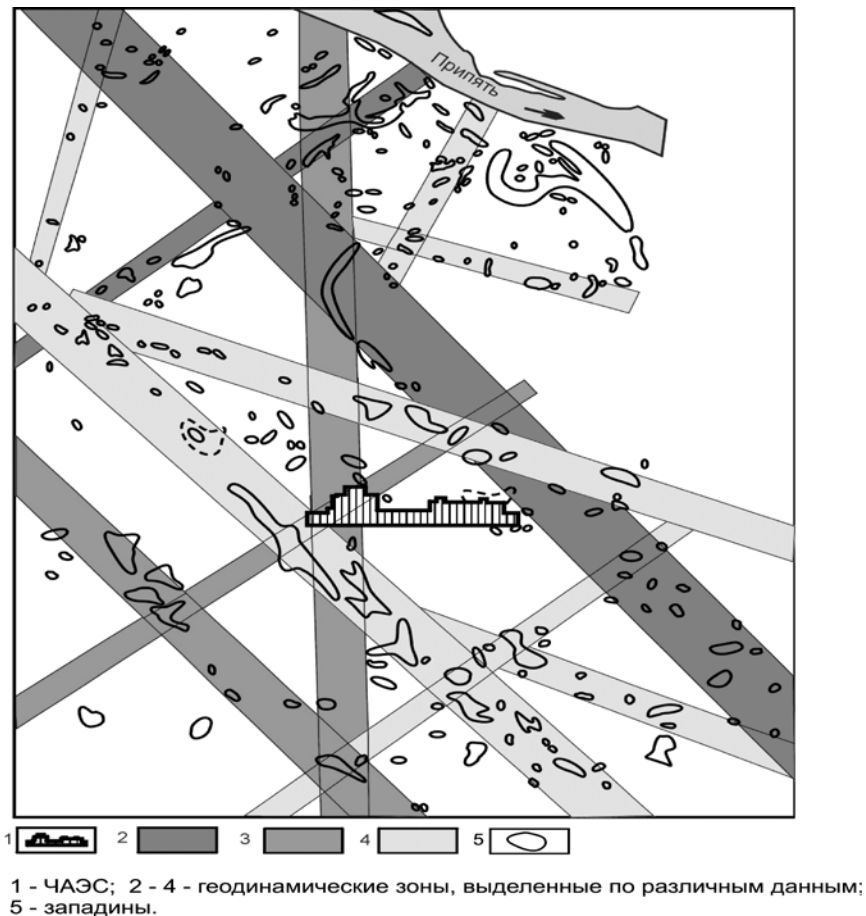 Припять
1 2 3 4 5
1 - ЧАЭС; 2 - 4 - геодинамические зоны, выделенные по различным данным;
5 - западины.